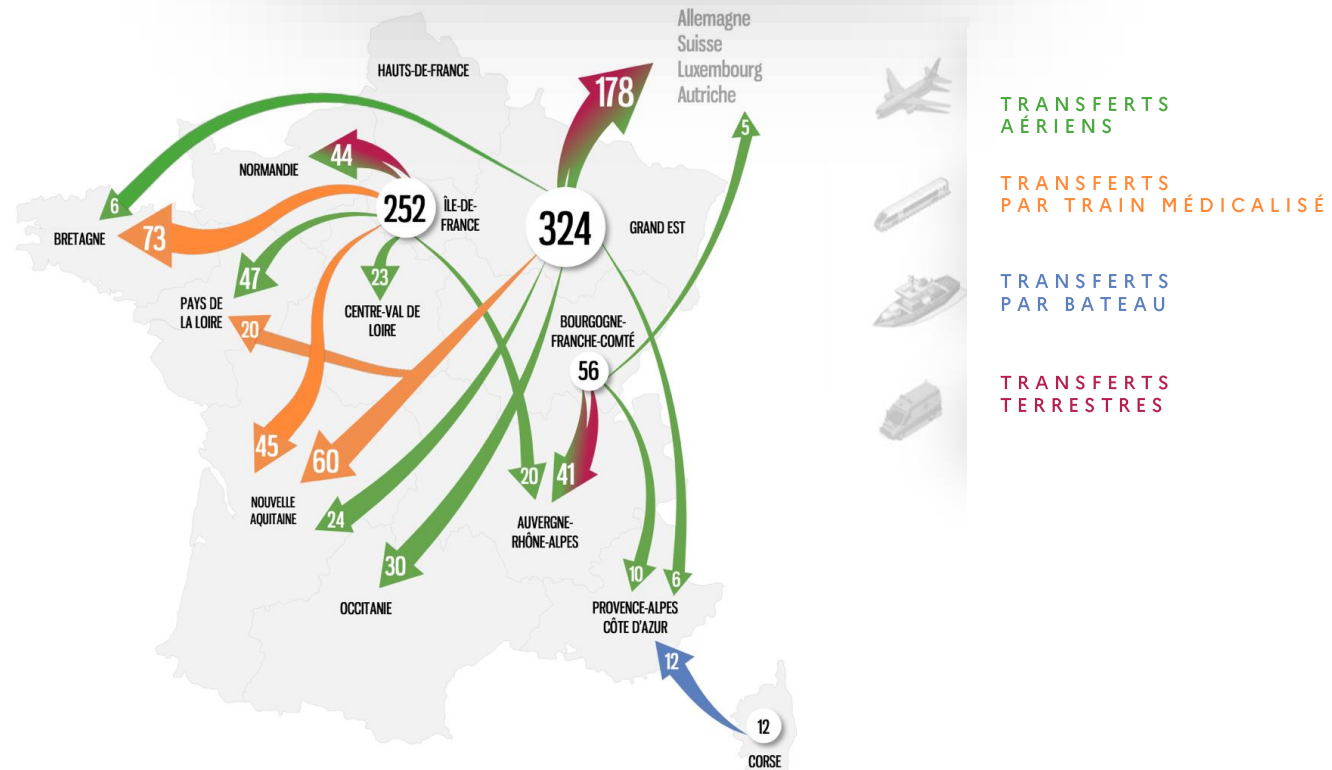 Allemagne
Suisse
Luxembourg
Autriche
HAUTS-DE-FRANCE
178
5
TRANSFERTS
AÉRIENS
44
NORMANDIE
TRANSFERTS
PAR TRAIN MÉDICALISÉ
6
252
ÎLE-DE-
FRANCE
324
GRAND EST
BRETAGNE
73
47
23
TRANSFERTS
PAR BATEAU
PAYS DE
LA LOIRE
20
CENTRE-VAL DE
LOIRE
BOURGOGNE-
FRANCHE-COMTÉ
56
TRANSFERTS
TERRESTRES
45
60
20
41
NOUVELLE
AQUITAINE
24
AUVERGNE-
RHÔNE-ALPES
30
10
6
OCCITANIE
PROVENCE-ALPES
CÔTE D'AZUR
12
12
CORSE